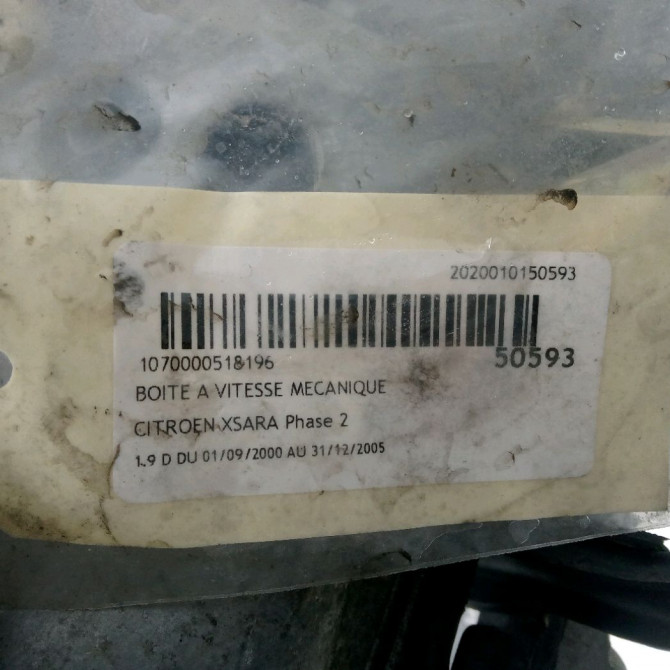 2020010150593
1070000518196
50593
BOITE A VITESSE MECANIQUE
CITROEN XSARA Phase 2
1.9 D DU 01/09/2000 AU 31/12/2005